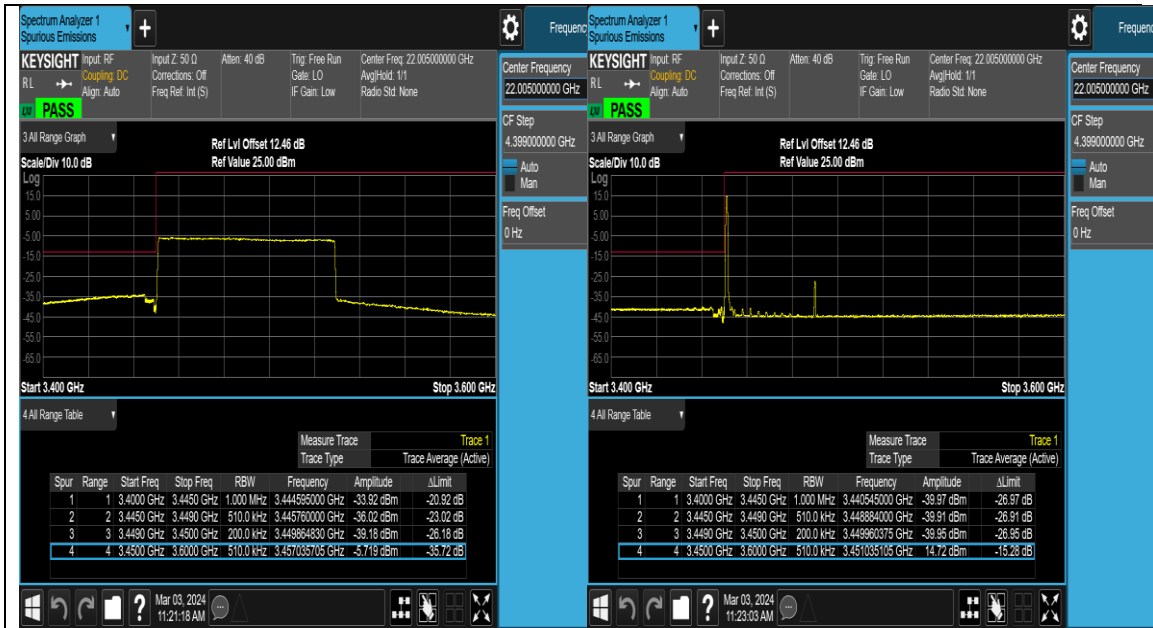 Spectrum Analyzer 1
Spurious Emissions
+
Frequenc
KEYSIGHT
Input: RF
Coupling: DC
Align: Auto
Input Z: 50 Ω
Corrections: Off
Freq Ref: Int (S)
Atten: 40 dB
Trig: Free Run
Gate: LO
IF Gain: Low
Center Freq: 22.005000000 GHz
Avg|Hold: 1/1
Radio Std: None
RL
PASS
Center Frequency
22.005000000 GHz
CF Step
4.399000000 GHz
Auto
Man
Freq Offset
0 Hz
3 All Range Graph
Ref Lvl Offset 12.46 dB
Scale/Div 10.0 dB
Ref Value 25.00 dBm
Log
15.0
5.00
-5.00
-15.0
-25.0
-35.0
-45.0
-55.0
-65.0
Start 3.400 GHz
Stop 3.600 GHz
4 All Range Table
Measure Trace Trace 1
Trace Type Trace Average (Active)
Spur Range Start Freq Stop Freq RBW Frequency Amplitude ΔLimit
1 1 3.4000 GHz 3.4450 GHz 1.000 MHz 3.444595000 GHz -33.92 dBm -20.92 dB
2 2 3.4450 GHz 3.4490 GHz 510.0 kHz 3.445760000 GHz -36.02 dBm -23.02 dB
3 3 3.4490 GHz 3.4500 GHz 200.0 kHz 3.449864830 GHz -39.18 dBm -26.18 dB
4 4 3.4500 GHz 3.6000 GHz 510.0 kHz 3.457035705 GHz -5.719 dBm -35.72 dB
?
Mar 03, 2024
11:21:18 AM
Spectrum Analyzer 1
Spurious Emissions
+
Frequenc
KEYSIGHT
Input: RF
Coupling: DC
Align: Auto
Input Z: 50 Ω
Corrections: Off
Freq Ref: Int (S)
Atten: 40 dB
Trig: Free Run
Gate: LO
IF Gain: Low
Center Freq: 22.005000000 GHz
Avg|Hold: 1/1
Radio Std: None
RL
PASS
Center Frequency
22.005000000 GHz
CF Step
4.399000000 GHz
Auto
Man
Freq Offset
0 Hz
3 All Range Graph
Ref Lvl Offset 12.46 dB
Scale/Div 10.0 dB
Ref Value 25.00 dBm
Log
15.0
5.00
-5.00
-15.0
-25.0
-35.0
-45.0
-55.0
-65.0
Start 3.400 GHz
Stop 3.600 GHz
4 All Range Table
Measure Trace Trace 1
Trace Type Trace Average (Active)
Spur Range Start Freq Stop Freq RBW Frequency Amplitude ΔLimit
1 1 3.4000 GHz 3.4450 GHz 1.000 MHz 3.440545000 GHz -39.97 dBm -26.97 dB
2 2 3.4450 GHz 3.4490 GHz 510.0 kHz 3.448884000 GHz -39.91 dBm -26.91 dB
3 3 3.4490 GHz 3.4500 GHz 200.0 kHz 3.449960375 GHz -39.95 dBm -26.95 dB
4 4 3.4500 GHz 3.6000 GHz 510.0 kHz 3.451035105 GHz 14.72 dBm -15.28 dB
?
Mar 03, 2024
11:23:03 AM